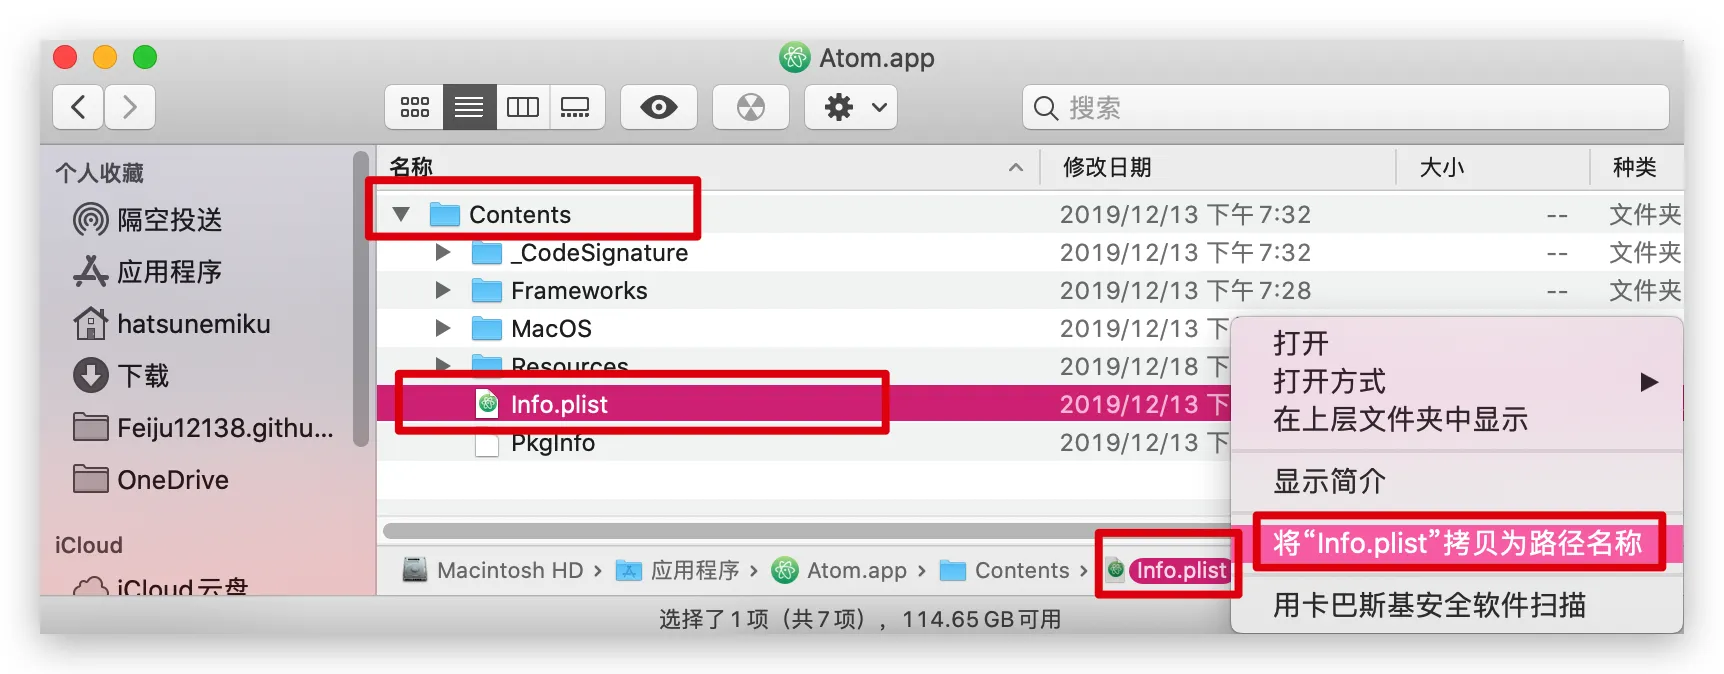 Atom.app
搜索
个人收藏
隔空投送
应用程序
hatsunemiku
下载
Feiju12138.githu...
OneDrive
iCloud
iCloud云盘
名称 修改日期 大小 种类
Contents 2019/12/13 下午7:32 -- 文件夹
_CodeSignature 2019/12/13 下午7:32 -- 文件夹
Frameworks 2019/12/13 下午7:28 -- 文件夹
MacOS 2019/12/13 下
Resources 2019/12/18 下
Info.plist 2019/12/13 下
PkgInfo 2019/12/13 下
打开
打开方式
在上层文件夹中显示
显示简介
将“Info.plist”拷贝为路径名称
用卡巴斯基安全软件扫描
Macintosh HD › 应用程序 › Atom.app › Contents › Info.plist
选择了1项（共7项），114.65 GB可用